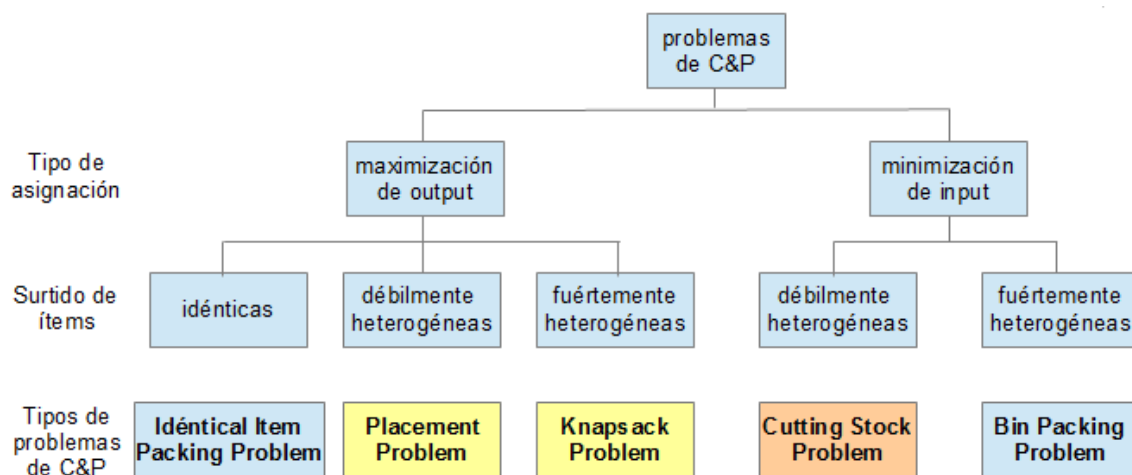 problemas
de C&P
Tipo de
asignación
maximización
de output
minimización
de input
Surtido de
ítems
idénticas
débilmente
heterogéneas
fuértemente
heterogéneas
débilmente
heterogéneas
fuértemente
heterogéneas
Tipos de
problemas
de C&P
Idéntical Item
Packing Problem
Placement
Problem
Knapsack
Problem
Cutting Stock
Problem
Bin Packing
Problem